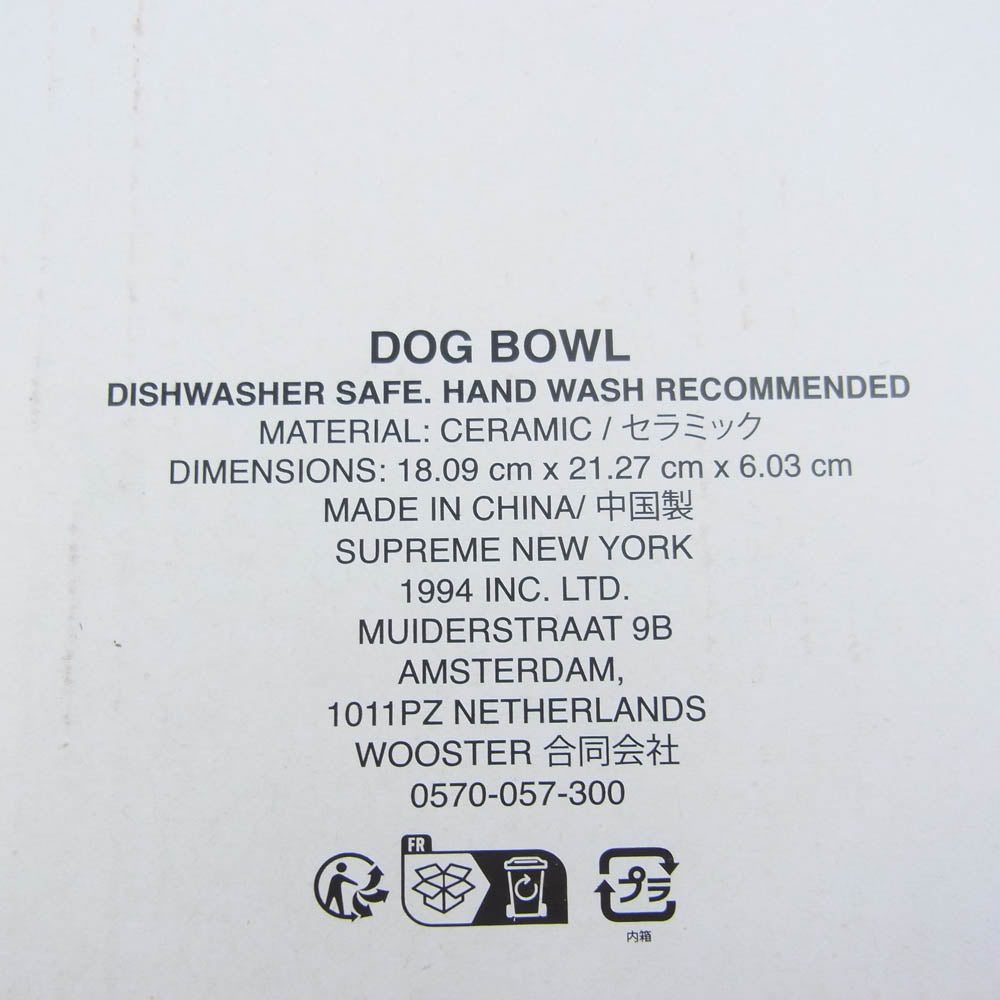 DOG BOWL
DISHWASHER SAFE. HAND WASH RECOMMENDED
MATERIAL: CERAMIC / セラミック
DIMENSIONS: 18.09 cm x 21.27 cm x 6.03 cm
MADE IN CHINA/ 中国製
SUPREME NEW YORK
1994 INC. LTD.
MUIDERSTRAAT 9B
AMSTERDAM,
1011PZ NETHERLANDS
WOOSTER 合同会社
0570-057-300
FR
プラ
内箱